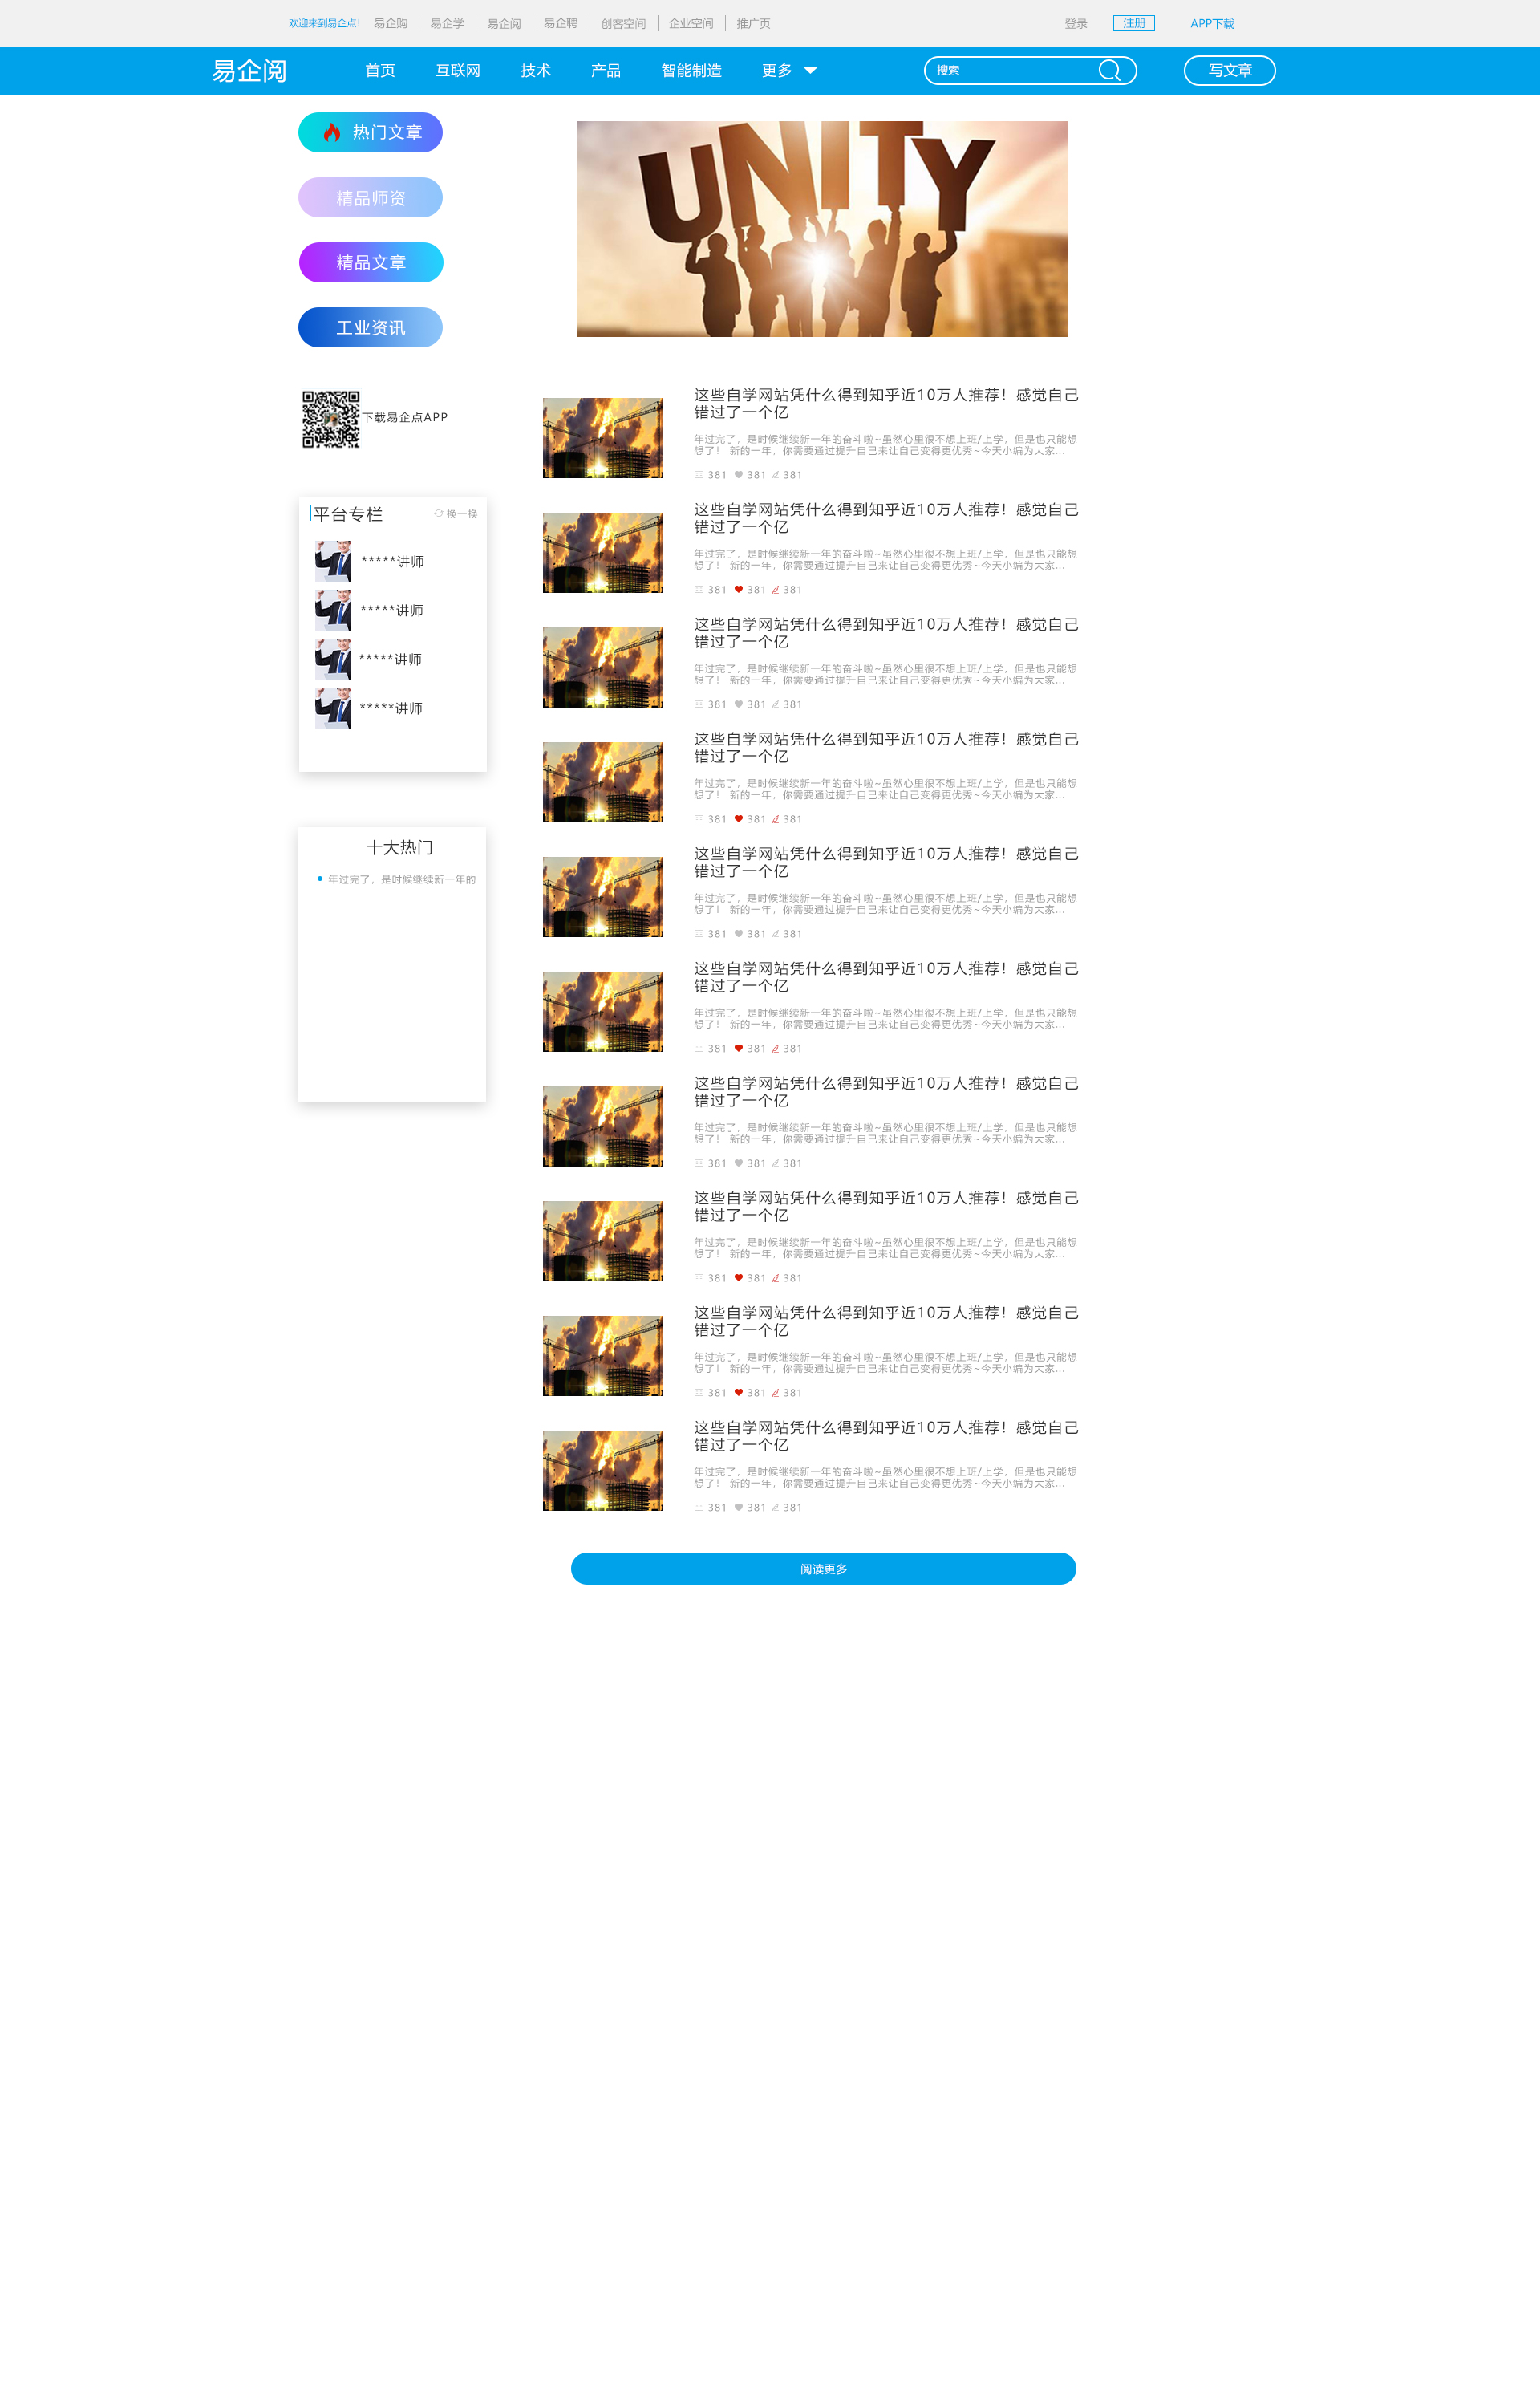 欢迎来到易企点！ 易企购 易企学 易企阅 易企聘 创客空间 企业空间 推广页 登录 注册 APP下载
易企阅 首页 互联网 技术 产品 智能制造 更多 搜索 写文章
热门文章
精品师资
精品文章
工业资讯
下载易企点APP
平台专栏 换一换
*****讲师
*****讲师
*****讲师
*****讲师
十大热门
年过完了，是时候继续新一年的
UNITY
这些自学网站凭什么得到知乎近10万人推荐！感觉自己
错过了一个亿
年过完了，是时候继续新一年的奋斗啦~虽然心里很不想上班/上学，但是也只能想
想了！ 新的一年，你需要通过提升自己来让自己变得更优秀~今天小编为大家...
381 381 381
这些自学网站凭什么得到知乎近10万人推荐！感觉自己
错过了一个亿
年过完了，是时候继续新一年的奋斗啦~虽然心里很不想上班/上学，但是也只能想
想了！ 新的一年，你需要通过提升自己来让自己变得更优秀~今天小编为大家...
381 381 381
这些自学网站凭什么得到知乎近10万人推荐！感觉自己
错过了一个亿
年过完了，是时候继续新一年的奋斗啦~虽然心里很不想上班/上学，但是也只能想
想了！ 新的一年，你需要通过提升自己来让自己变得更优秀~今天小编为大家...
381 381 381
这些自学网站凭什么得到知乎近10万人推荐！感觉自己
错过了一个亿
年过完了，是时候继续新一年的奋斗啦~虽然心里很不想上班/上学，但是也只能想
想了！ 新的一年，你需要通过提升自己来让自己变得更优秀~今天小编为大家...
381 381 381
这些自学网站凭什么得到知乎近10万人推荐！感觉自己
错过了一个亿
年过完了，是时候继续新一年的奋斗啦~虽然心里很不想上班/上学，但是也只能想
想了！ 新的一年，你需要通过提升自己来让自己变得更优秀~今天小编为大家...
381 381 381
这些自学网站凭什么得到知乎近10万人推荐！感觉自己
错过了一个亿
年过完了，是时候继续新一年的奋斗啦~虽然心里很不想上班/上学，但是也只能想
想了！ 新的一年，你需要通过提升自己来让自己变得更优秀~今天小编为大家...
381 381 381
这些自学网站凭什么得到知乎近10万人推荐！感觉自己
错过了一个亿
年过完了，是时候继续新一年的奋斗啦~虽然心里很不想上班/上学，但是也只能想
想了！ 新的一年，你需要通过提升自己来让自己变得更优秀~今天小编为大家...
381 381 381
这些自学网站凭什么得到知乎近10万人推荐！感觉自己
错过了一个亿
年过完了，是时候继续新一年的奋斗啦~虽然心里很不想上班/上学，但是也只能想
想了！ 新的一年，你需要通过提升自己来让自己变得更优秀~今天小编为大家...
381 381 381
这些自学网站凭什么得到知乎近10万人推荐！感觉自己
错过了一个亿
年过完了，是时候继续新一年的奋斗啦~虽然心里很不想上班/上学，但是也只能想
想了！ 新的一年，你需要通过提升自己来让自己变得更优秀~今天小编为大家...
381 381 381
这些自学网站凭什么得到知乎近10万人推荐！感觉自己
错过了一个亿
年过完了，是时候继续新一年的奋斗啦~虽然心里很不想上班/上学，但是也只能想
想了！ 新的一年，你需要通过提升自己来让自己变得更优秀~今天小编为大家...
381 381 381
阅读更多